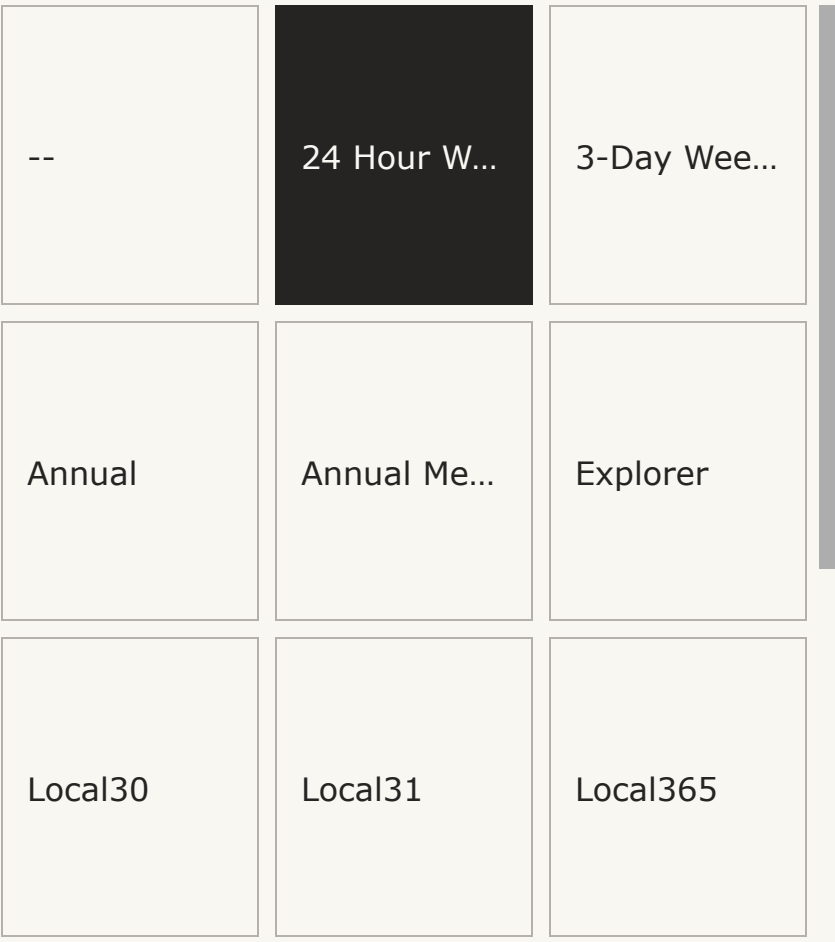 --
24 Hour W...
3-Day Wee...
Annual
Annual Me...
Explorer
Local30
Local31
Local365